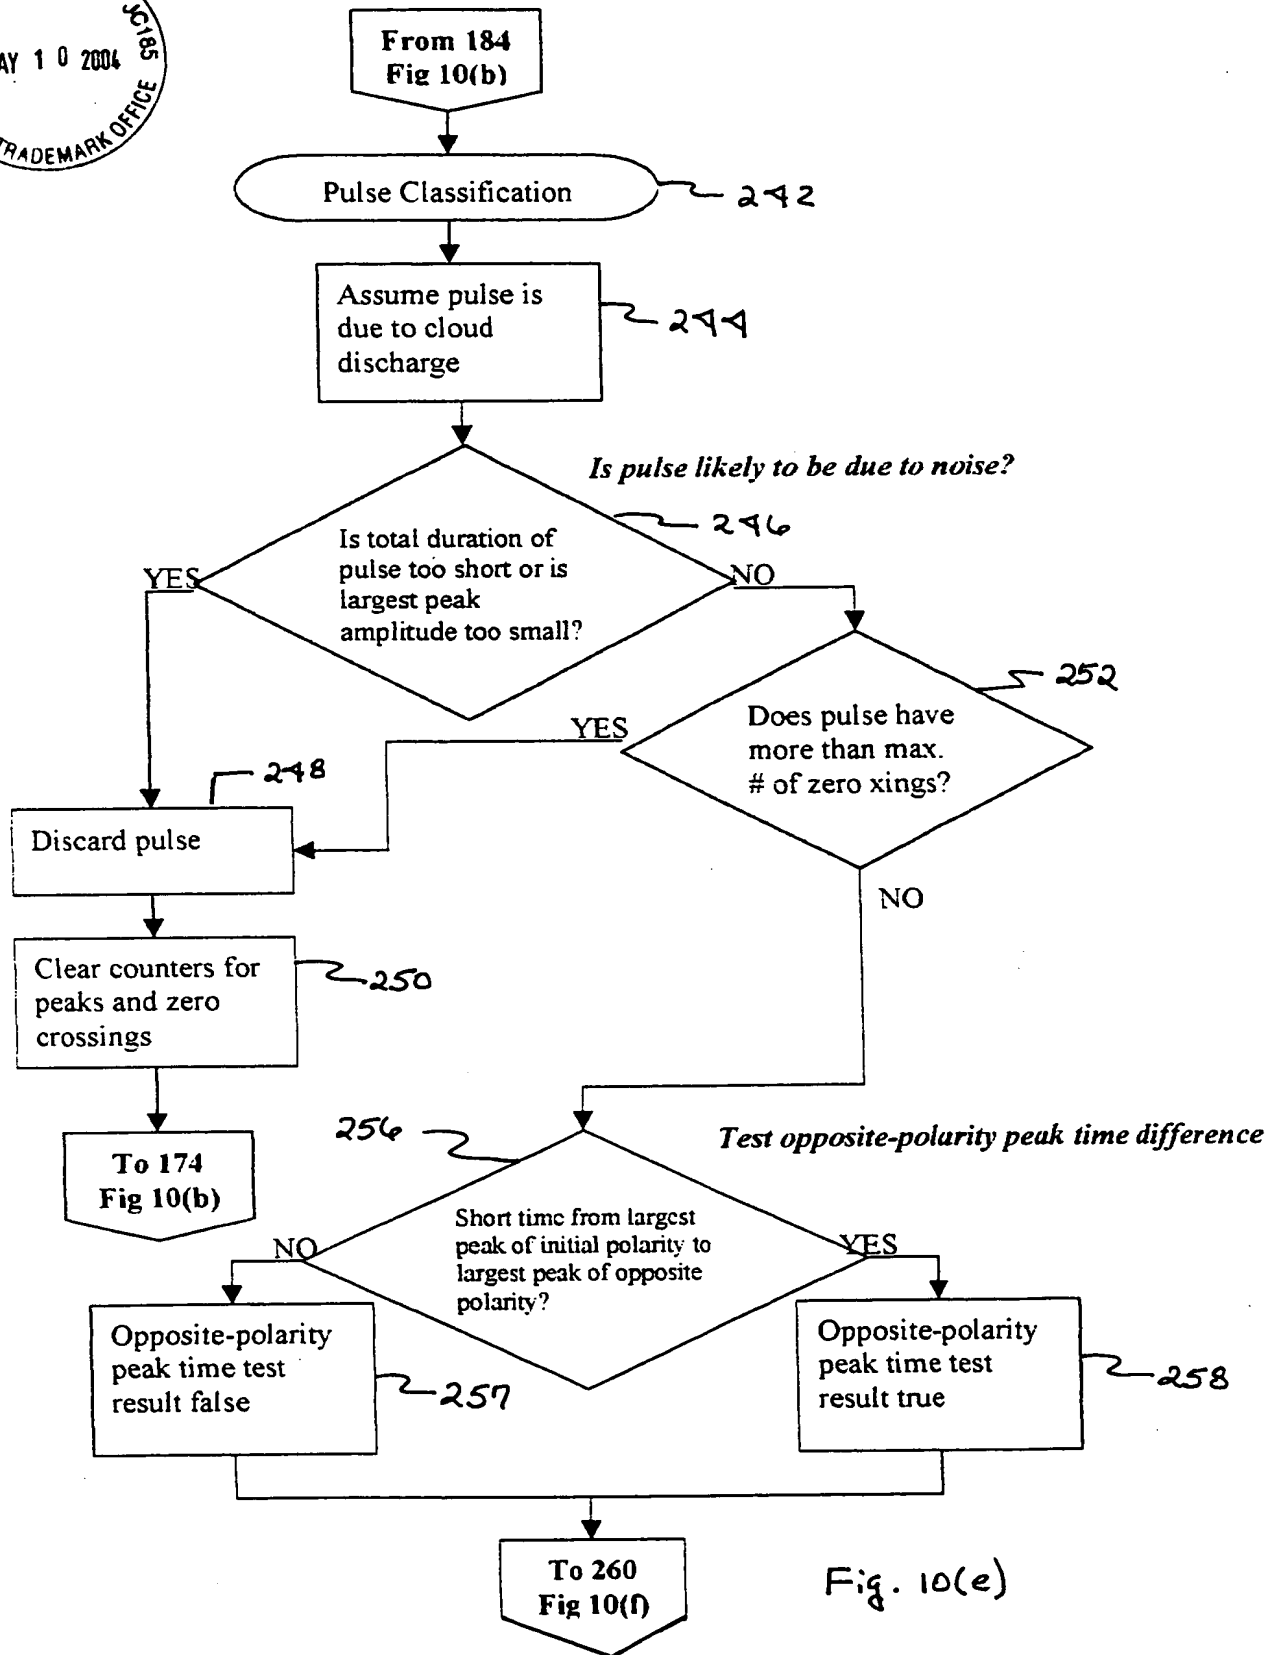 JC185
AY 1 0 2004
TRADEMARK OFFICE
From 184
Fig 10(b)
Pulse Classification
242
Assume pulse is
due to cloud
discharge
244
Is pulse likely to be due to noise?
246
Is total duration of
pulse too short or is
largest peak
amplitude too small?
YES
NO
252
Does pulse have
more than max.
# of zero xings?
YES
NO
248
Discard pulse
Clear counters for
peaks and zero
crossings
250
To 174
Fig 10(b)
256
Test opposite-polarity peak time difference
Short time from largest
peak of initial polarity to
largest peak of opposite
polarity?
NO
YES
Opposite-polarity
peak time test
result false
257
Opposite-polarity
peak time test
result true
258
To 260
Fig 10(f)
Fig. 10(e)